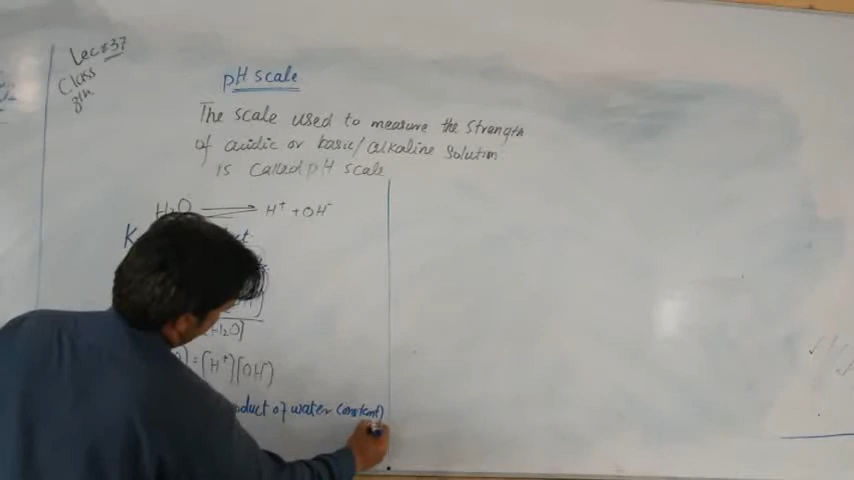 Lec#37
Class
8th
pH scale
The scale used to measure the strength
of acidic or basic/alkaline solution
is called pH scale
H2O ⇌ H+ + OH-
K
[H2O]
= [H+][OH-]
duct of water constant)